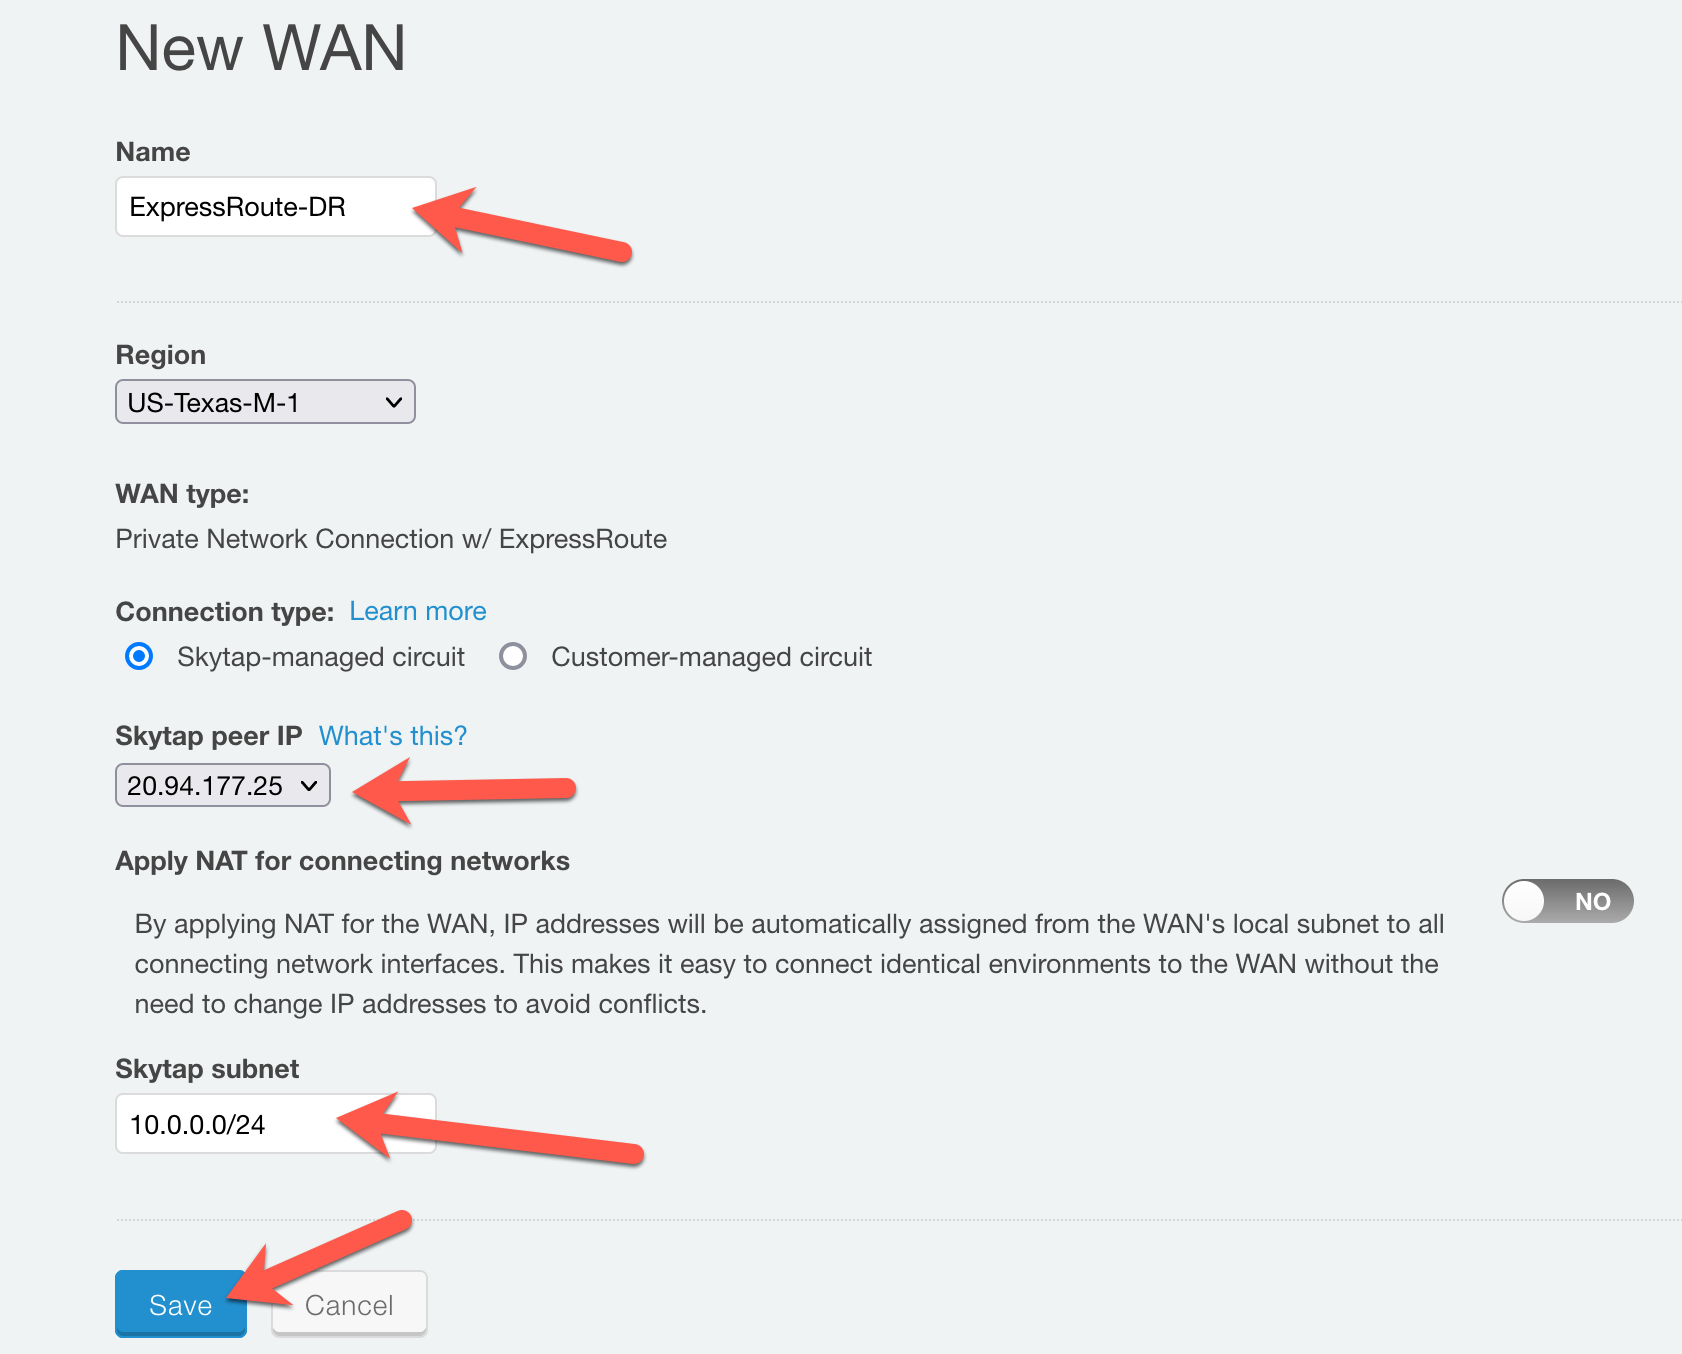 New WAN
Name
ExpressRoute-DR
Region
US-Texas-M-1
WAN type:
Private Network Connection w/ ExpressRoute
Connection type: Learn more
Skytap-managed circuit Customer-managed circuit
Skytap peer IP What's this?
20.94.177.25
Apply NAT for connecting networks
NO
By applying NAT for the WAN, IP addresses will be automatically assigned from the WAN's local subnet to all
connecting network interfaces. This makes it easy to connect identical environments to the WAN without the
need to change IP addresses to avoid conflicts.
Skytap subnet
10.0.0.0/24
Save Cancel